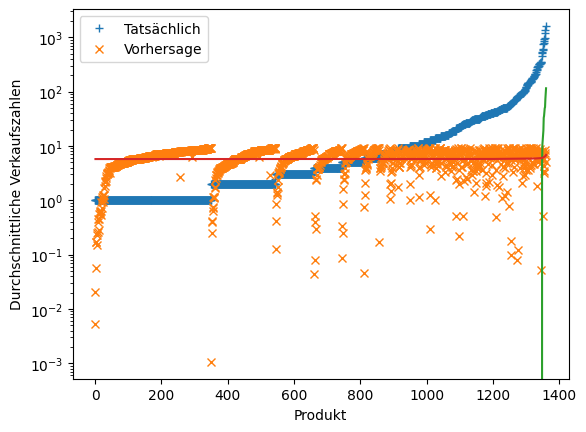 Tatsächlich
Vorhersage
10³
10²
10¹
10⁰
10⁻¹
10⁻²
10⁻³
Durchschnittliche Verkaufszahlen
0 200 400 600 800 1000 1200 1400
Produkt